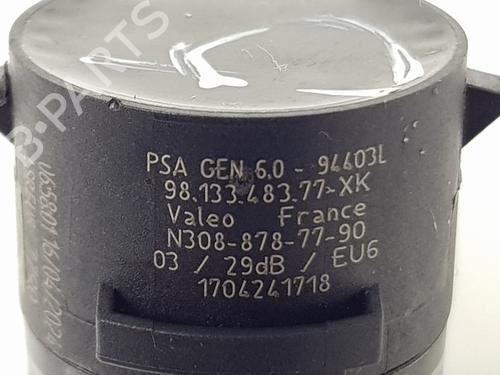 PSA GEN 6.0 - 94403L
98.133.483.77-XK
Valeo France
N308-878-77-90
03 / 29dB / EU6
1704241718
B-PARTS